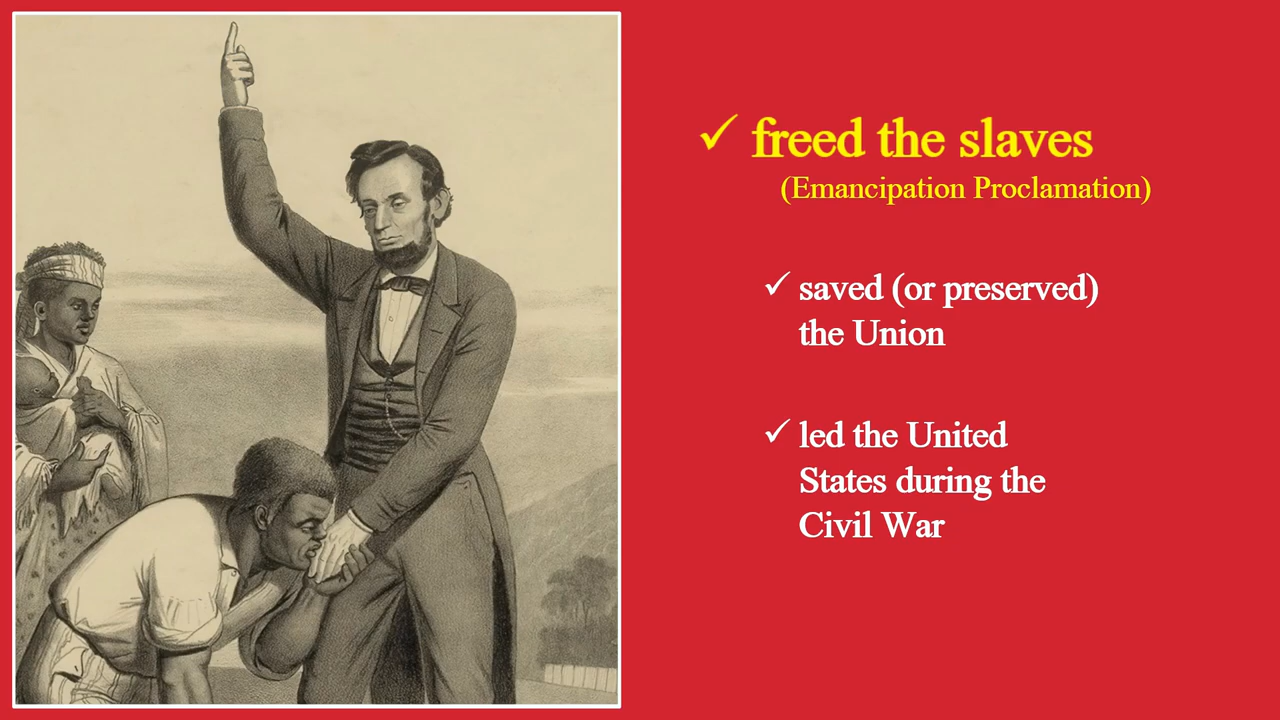 ✓ freed the slaves
(Emancipation Proclamation)
✓ saved (or preserved)
the Union
✓ led the United
States during the
Civil War